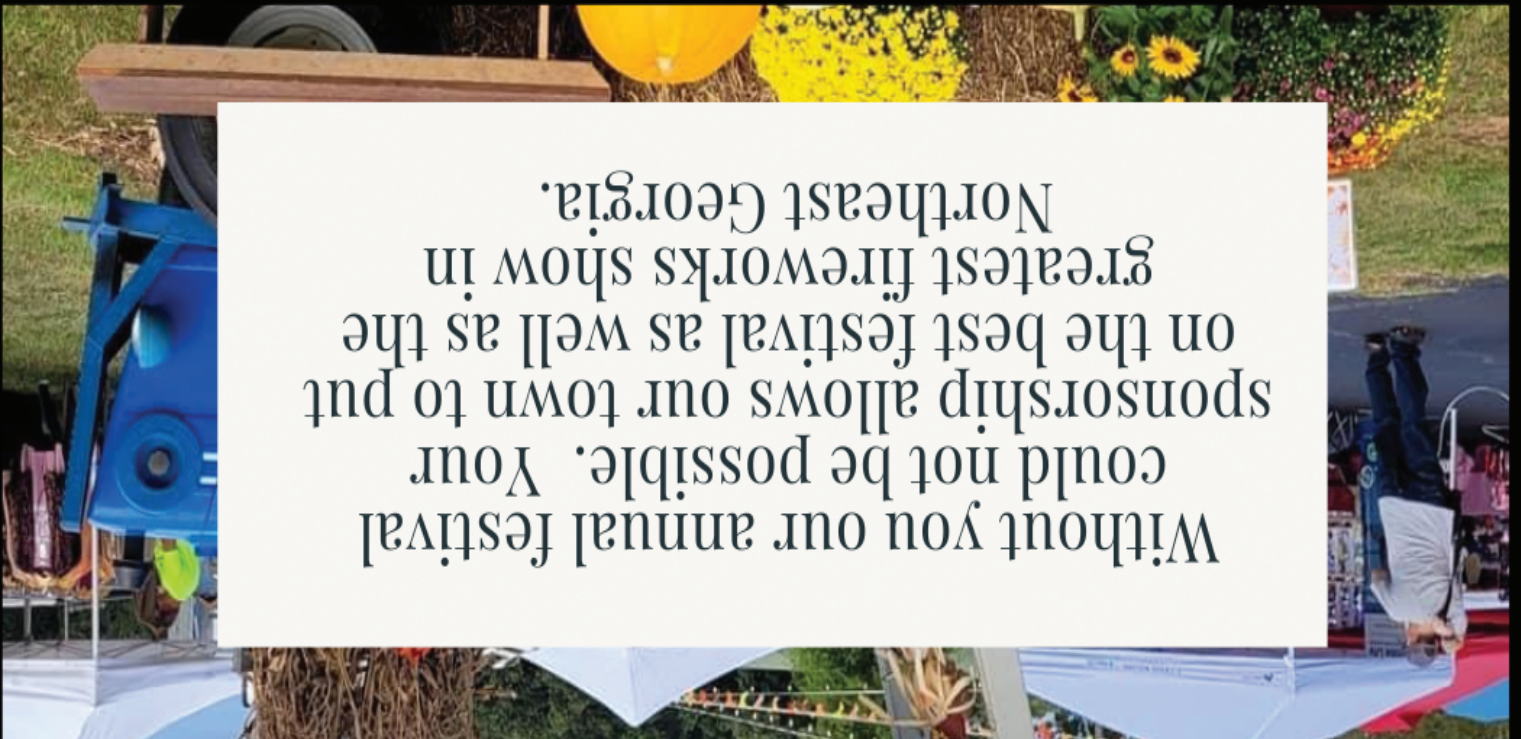 Without you our annual festival
could not be possible.  Your
sponsorship allows our town to put
on the best festival as well as the
greatest fireworks show in
Northeast Georgia.